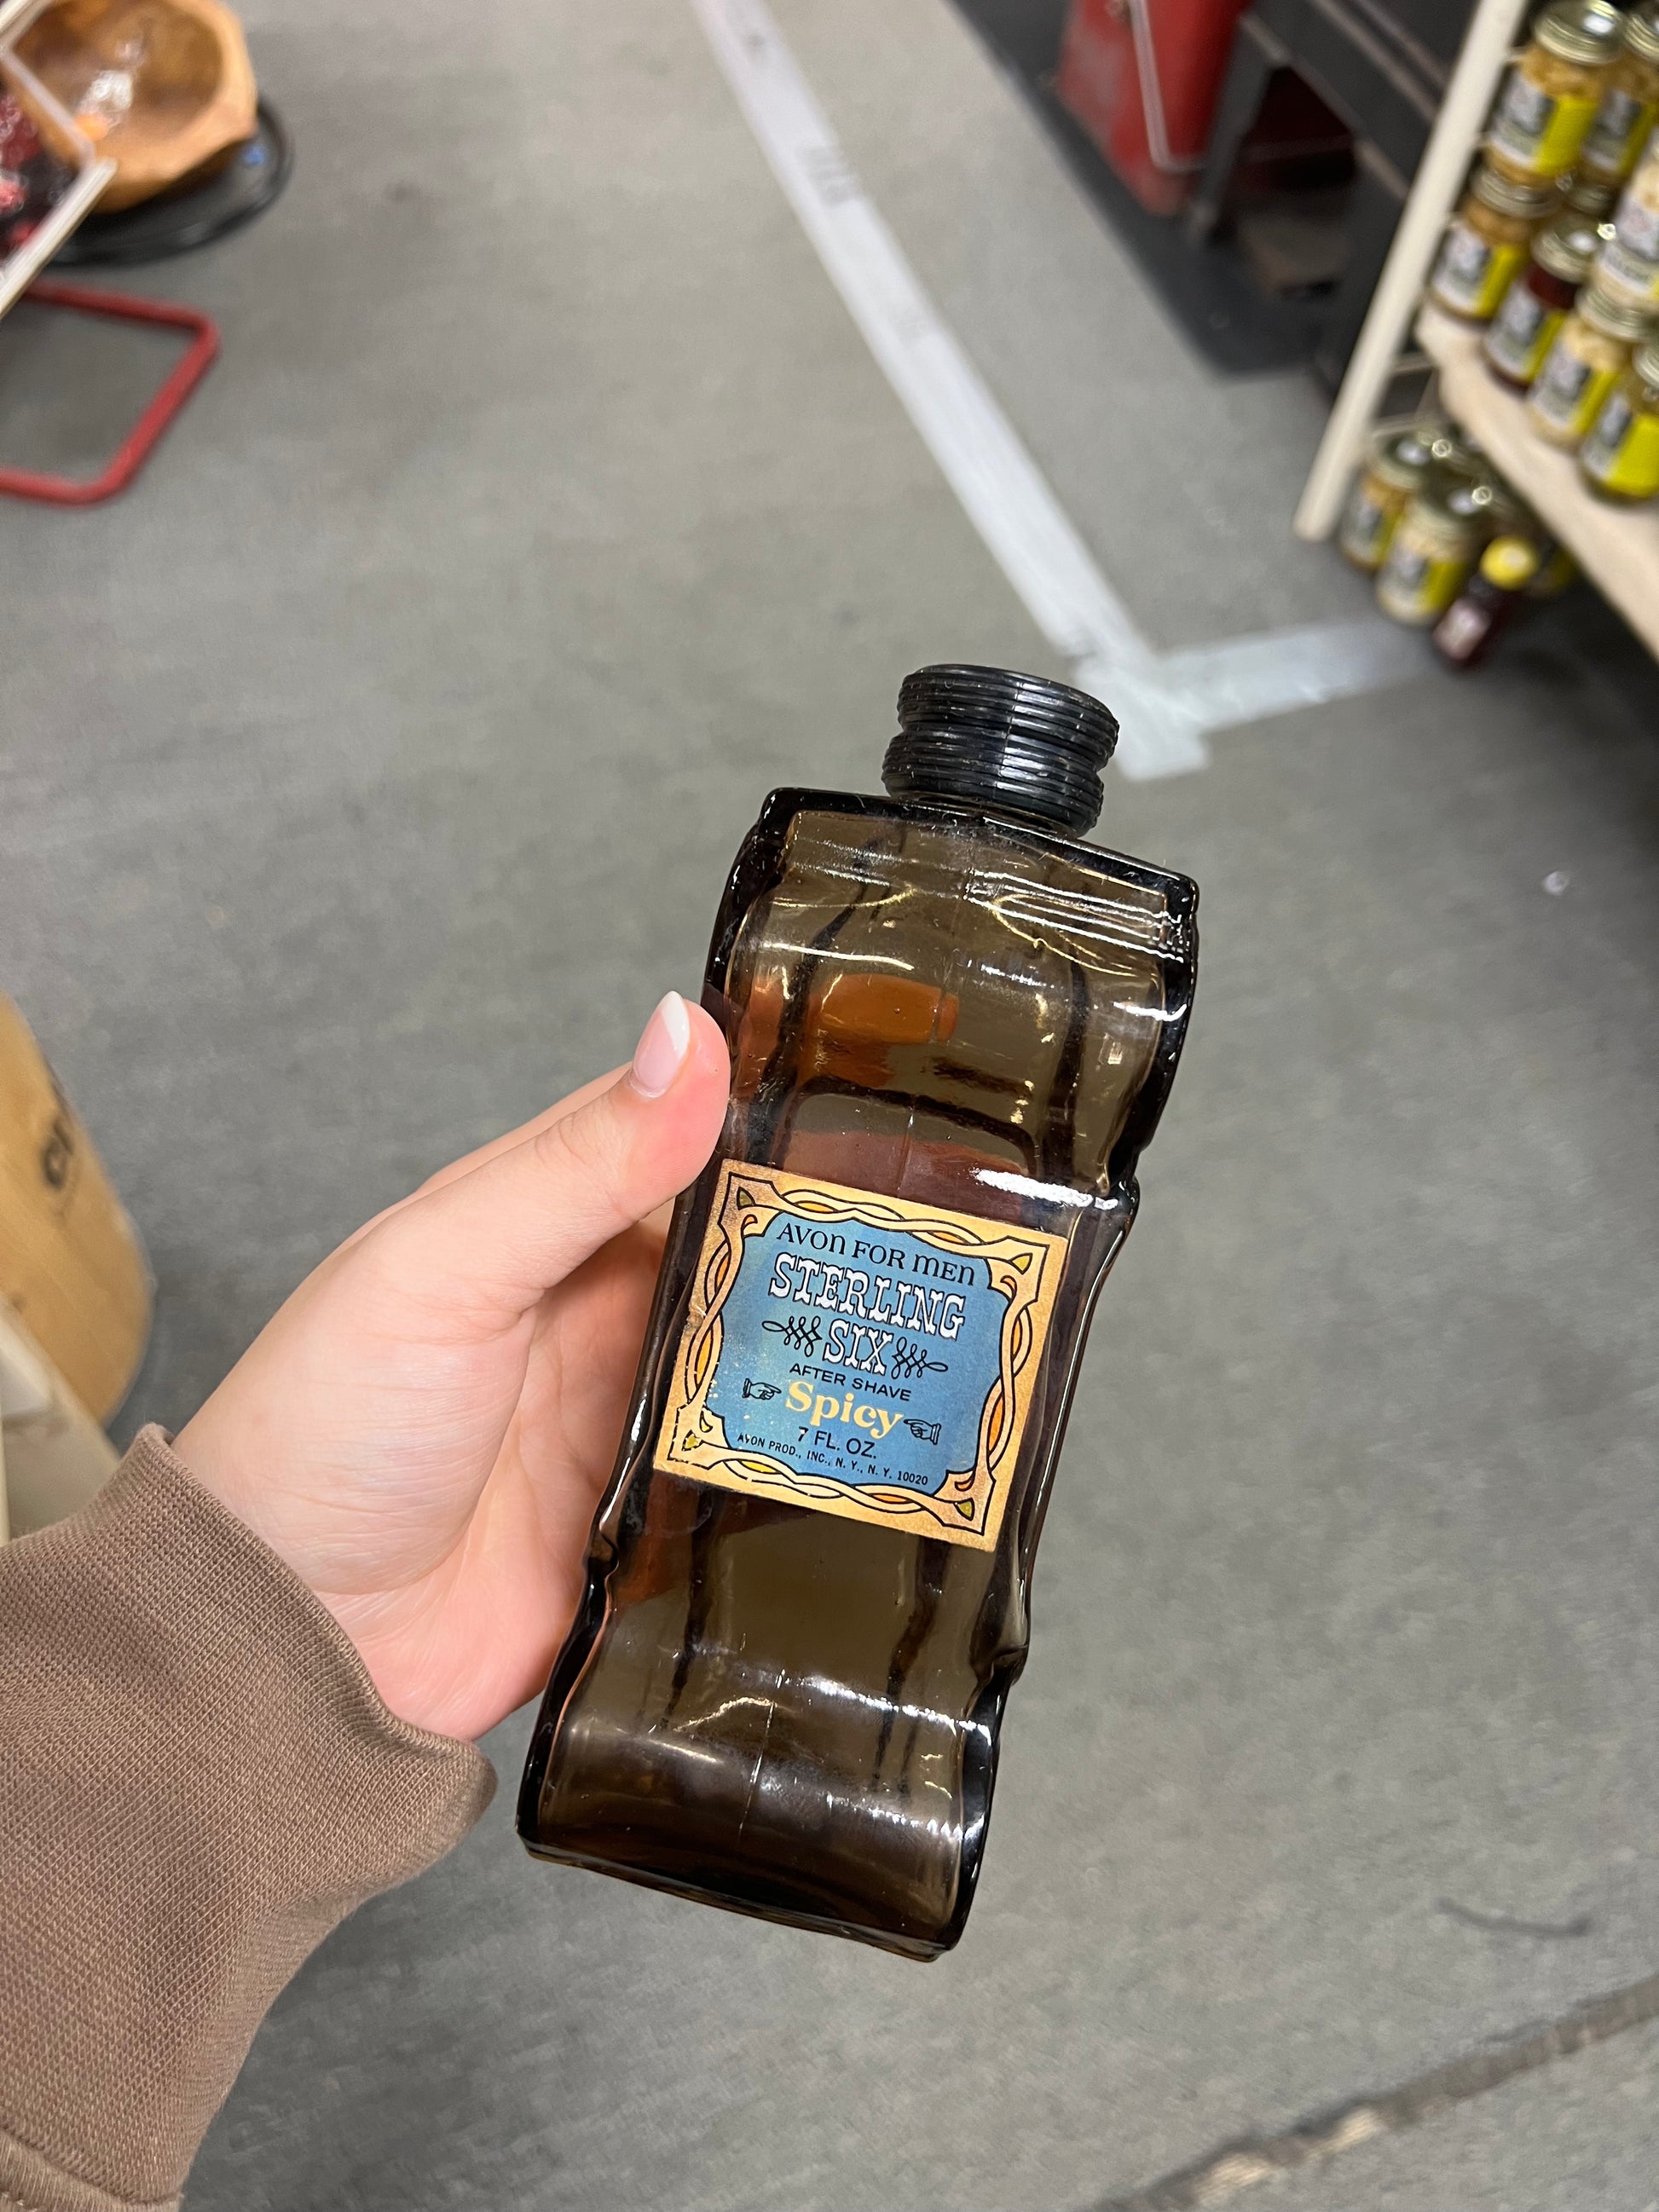 AVON FOR MEN
STERLING
SIX
AFTER SHAVE
Spicy
7 FL. OZ.
AVON PROD., INC., N. Y., N. Y. 10020